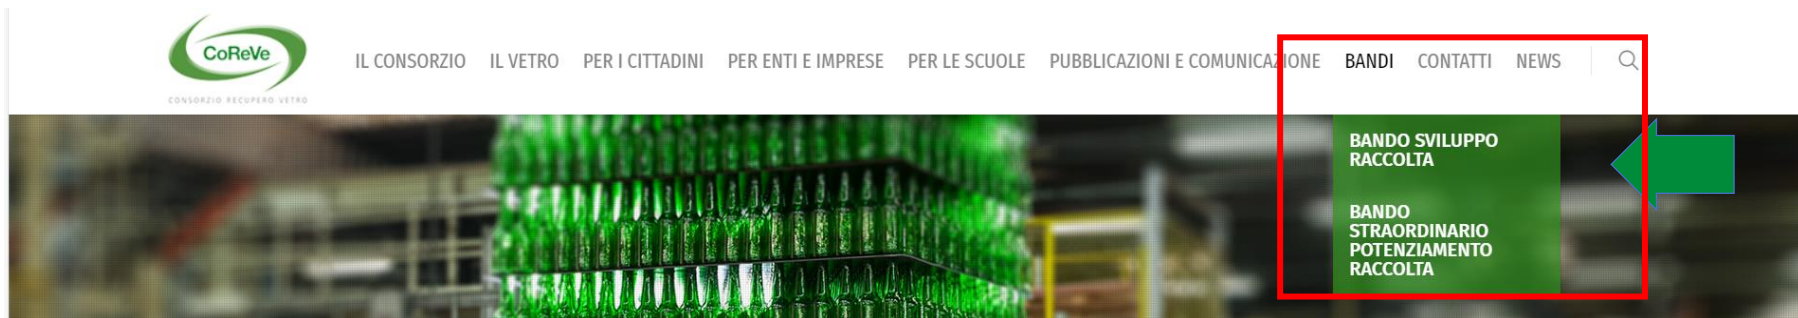 CoReVe
CONSORZIO RECUPERO VETRO
IL CONSORZIO IL VETRO PER I CITTADINI PER ENTI E IMPRESE PER LE SCUOLE PUBBLICAZIONI E COMUNICAZIONE BANDI CONTATTI NEWS
BANDO SVILUPPO
RACCOLTA
BANDO
STRAORDINARIO
POTENZIAMENTO
RACCOLTA